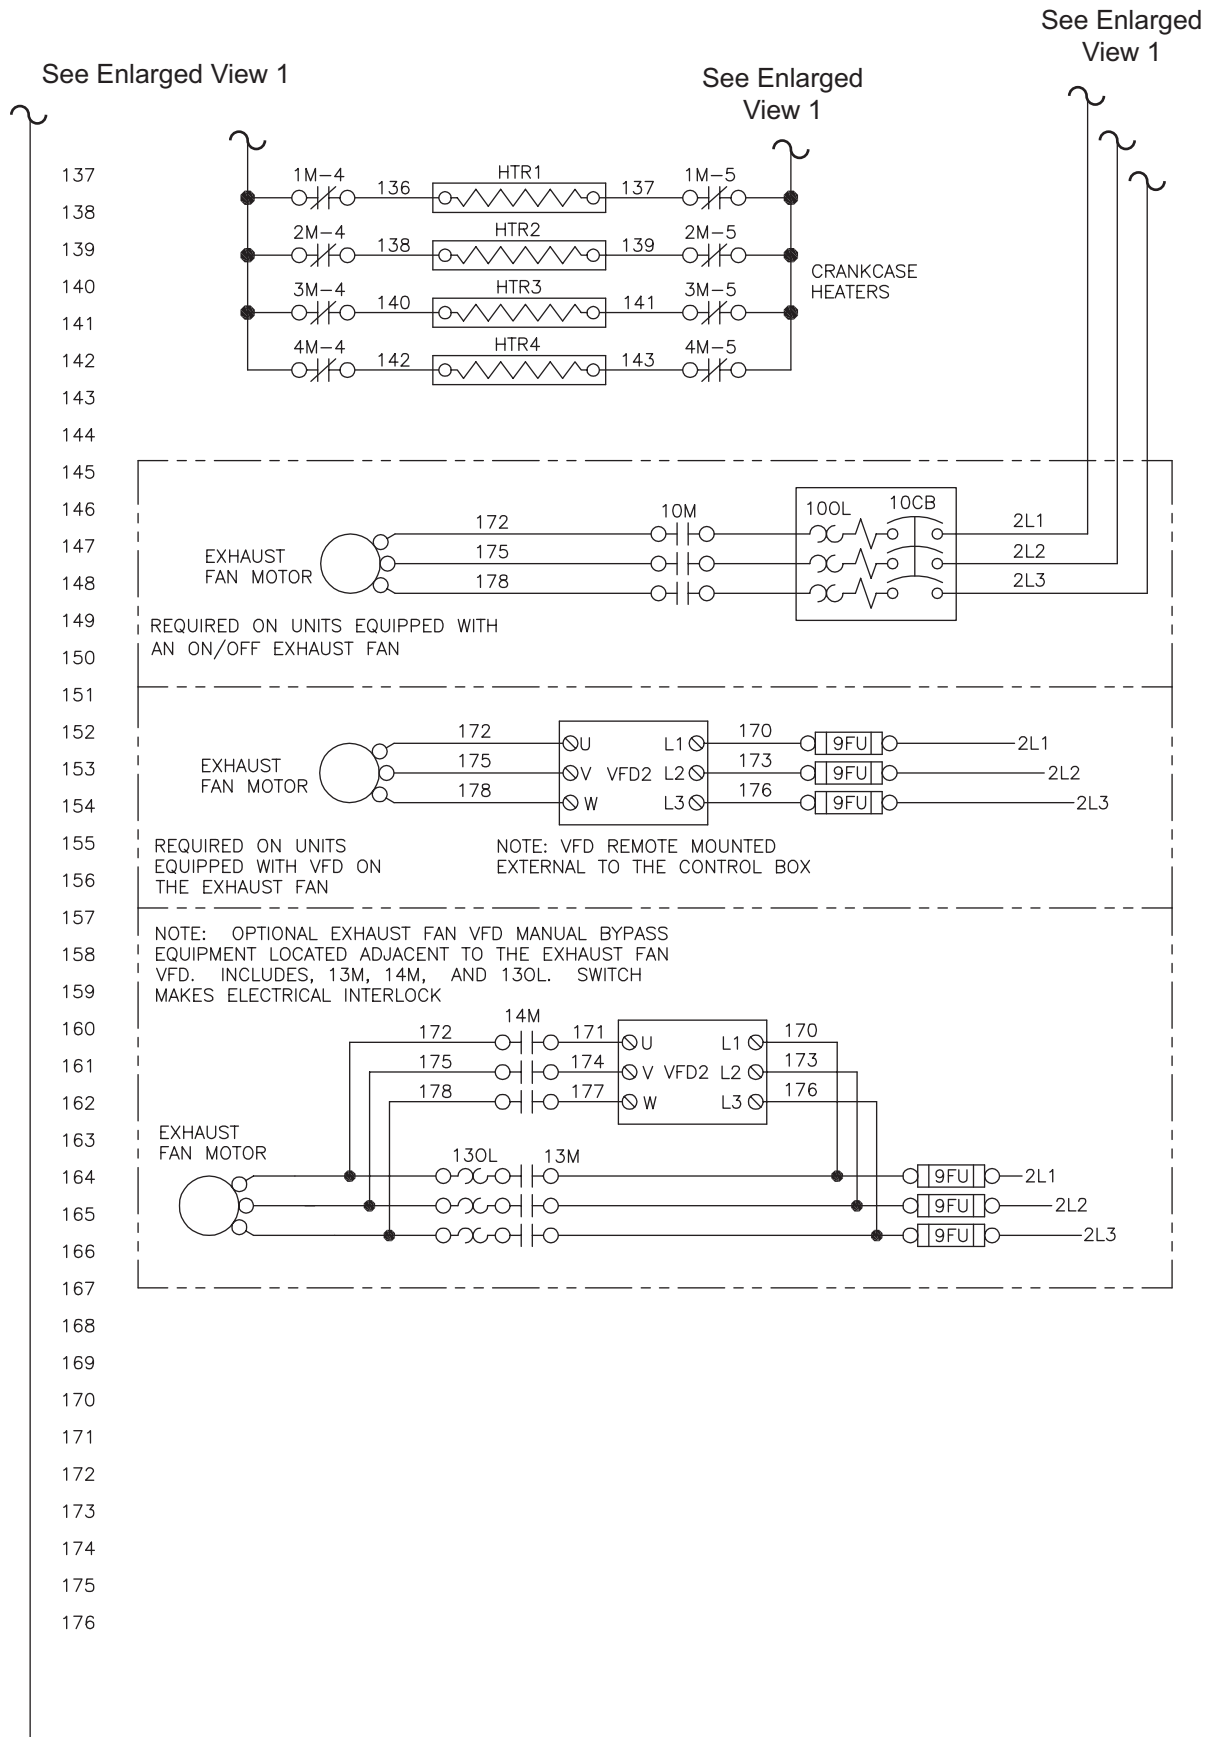 See Enlarged
View 1
See Enlarged View 1
See Enlarged
View 1
137
1M-4 136 HTR1 137 1M-5
138
2M-4 138 HTR2 139 2M-5
139
CRANKCASE
HEATERS
140
3M-4 140 HTR3 141 3M-5
141
4M-4 142 HTR4 143 4M-5
142
143
144
145
146
10M 10OL 10CB
172 2L1
147
EXHAUST
FAN MOTOR
175 2L2
148
178 2L3
149
REQUIRED ON UNITS EQUIPPED WITH
AN ON/OFF EXHAUST FAN
150
151
152
172 U L1 170 9FU 2L1
153
EXHAUST
FAN MOTOR
175 V VFD2 L2 173 9FU 2L2
154
178 W L3 176 9FU 2L3
155
REQUIRED ON UNITS
EQUIPPED WITH VFD ON
THE EXHAUST FAN
NOTE: VFD REMOTE MOUNTED
EXTERNAL TO THE CONTROL BOX
156
157
NOTE: OPTIONAL EXHAUST FAN VFD MANUAL BYPASS
EQUIPMENT LOCATED ADJACENT TO THE EXHAUST FAN
VFD. INCLUDES, 13M, 14M, AND 13OL. SWITCH
MAKES ELECTRICAL INTERLOCK
158
159
160
14M
172 171 U L1 170
161
175 174 V VFD2 L2 173
162
178 177 W L3 176
163
EXHAUST
FAN MOTOR
13OL 13M
164
9FU 2L1
165
9FU 2L2
166
9FU 2L3
167
168
169
170
171
172
173
174
175
176